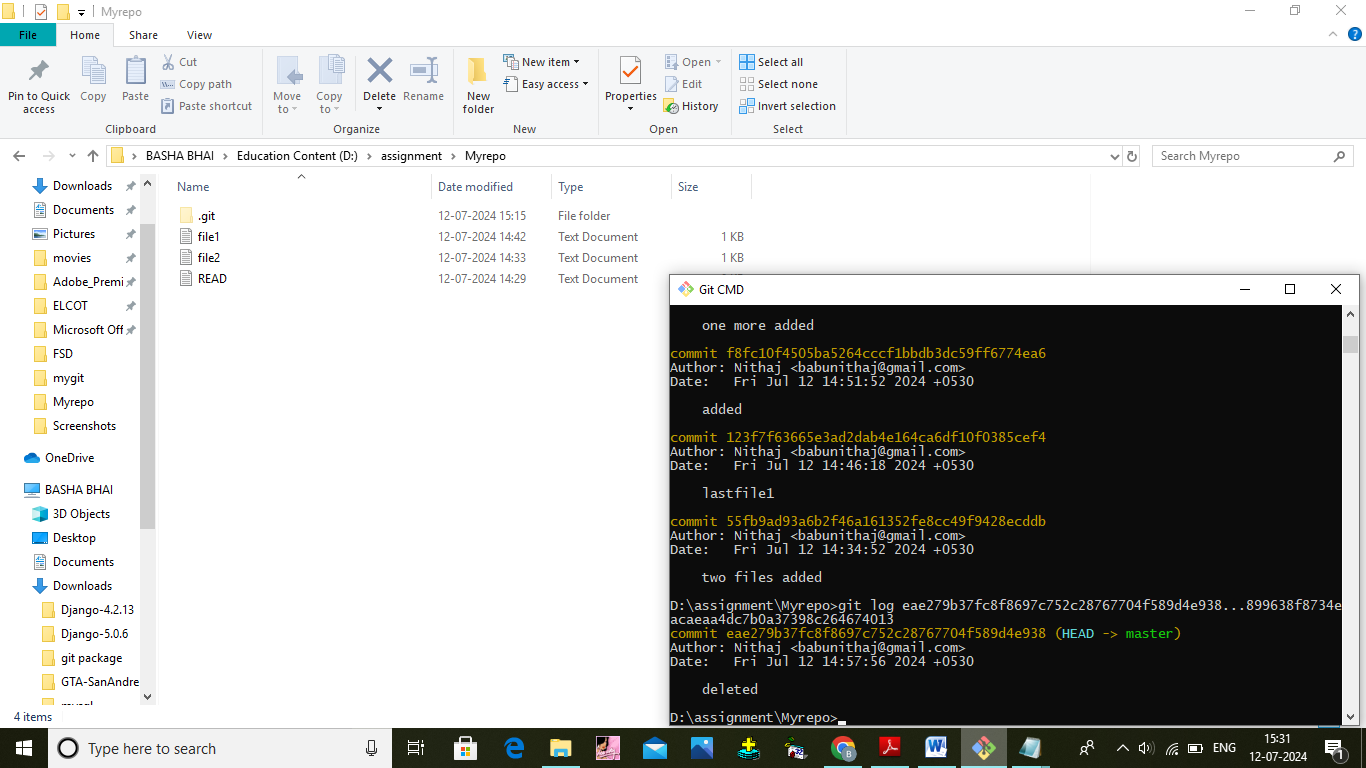 Myrepo
File
Home
Share
View
Pin to Quick access
Copy
Paste
Cut
Copy path
Paste shortcut
Clipboard
Move to
Copy to
Delete
Rename
Organize
New folder
New item
Easy access
New
Properties
Open
Edit
History
Open
Select all
Select none
Invert selection
Select
BASHA BHAI > Education Content (D:) > assignment > Myrepo
Search Myrepo
Downloads
Documents
Pictures
movies
Adobe_Premi
ELCOT
Microsoft Off
FSD
mygit
Myrepo
Screenshots
OneDrive
BASHA BHAI
3D Objects
Desktop
Documents
Downloads
Django-4.2.13
Django-5.0.6
git package
GTA-SanAndre
4 items
Name Date modified Type Size
.git 12-07-2024 15:15 File folder
file1 12-07-2024 14:42 Text Document 1 KB
file2 12-07-2024 14:33 Text Document 1 KB
READ 12-07-2024 14:29 Text Document
Git CMD
one more added
commit f8fc10f4505ba5264cccf1bbdb3dc59ff6774ea6
Author: Nithaj <babunithaj@gmail.com>
Date: Fri Jul 12 14:51:52 2024 +0530
added
commit 123f7f63665e3ad2dab4e164ca6df10f0385cef4
Author: Nithaj <babunithaj@gmail.com>
Date: Fri Jul 12 14:46:18 2024 +0530
lastfile1
commit 55fb9ad93a6b2f46a161352fe8cc49f9428ecddb
Author: Nithaj <babunithaj@gmail.com>
Date: Fri Jul 12 14:34:52 2024 +0530
two files added
D:\assignment\Myrepo>git log eae279b37fc8f8697c752c28767704f589d4e938...899638f8734e
acaeaa4dc7b0a37398c264674013
commit eae279b37fc8f8697c752c28767704f589d4e938 (HEAD -> master)
Author: Nithaj <babunithaj@gmail.com>
Date: Fri Jul 12 14:57:56 2024 +0530
deleted
D:\assignment\Myrepo>
Type here to search
ENG
15:31
12-07-2024
1